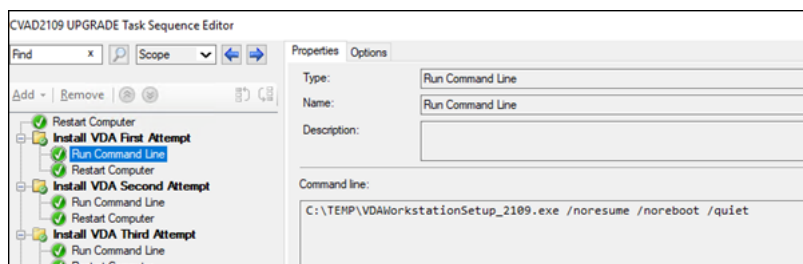 CVAD2109 UPGRADE Task Sequence Editor
Find x Scope
Properties Options
Add Remove
Type: Run Command Line
Name: Run Command Line
Description:
Restart Computer
Install VDA First Attempt
Run Command Line
Restart Computer
Install VDA Second Attempt
Run Command Line
Restart Computer
Install VDA Third Attempt
Run Command Line
Command line:
C:\TEMP\VDAWorkstationSetup_2109.exe /noresume /noreboot /quiet